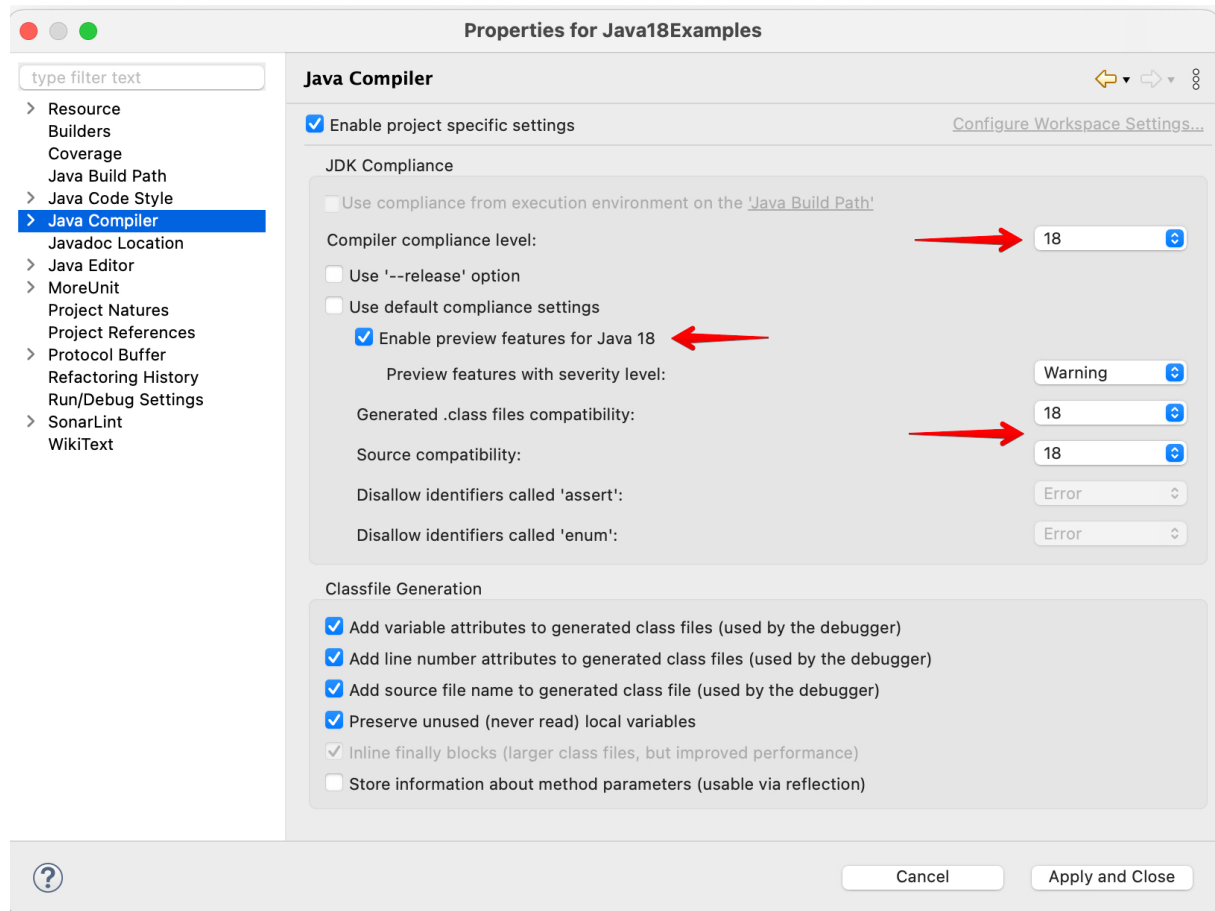 Properties for Java18Examples
type filter text
Resource
Builders
Coverage
Java Build Path
Java Code Style
Java Compiler
Javadoc Location
Java Editor
MoreUnit
Project Natures
Project References
Protocol Buffer
Refactoring History
Run/Debug Settings
SonarLint
WikiText
Java Compiler
Enable project specific settings
Configure Workspace Settings...
JDK Compliance
Use compliance from execution environment on the 'Java Build Path'
Compiler compliance level: 18
Use '--release' option
Use default compliance settings
Enable preview features for Java 18
Preview features with severity level: Warning
Generated .class files compatibility: 18
Source compatibility: 18
Disallow identifiers called 'assert': Error
Disallow identifiers called 'enum': Error
Classfile Generation
Add variable attributes to generated class files (used by the debugger)
Add line number attributes to generated class files (used by the debugger)
Add source file name to generated class file (used by the debugger)
Preserve unused (never read) local variables
Inline finally blocks (larger class files, but improved performance)
Store information about method parameters (usable via reflection)
?
Cancel
Apply and Close